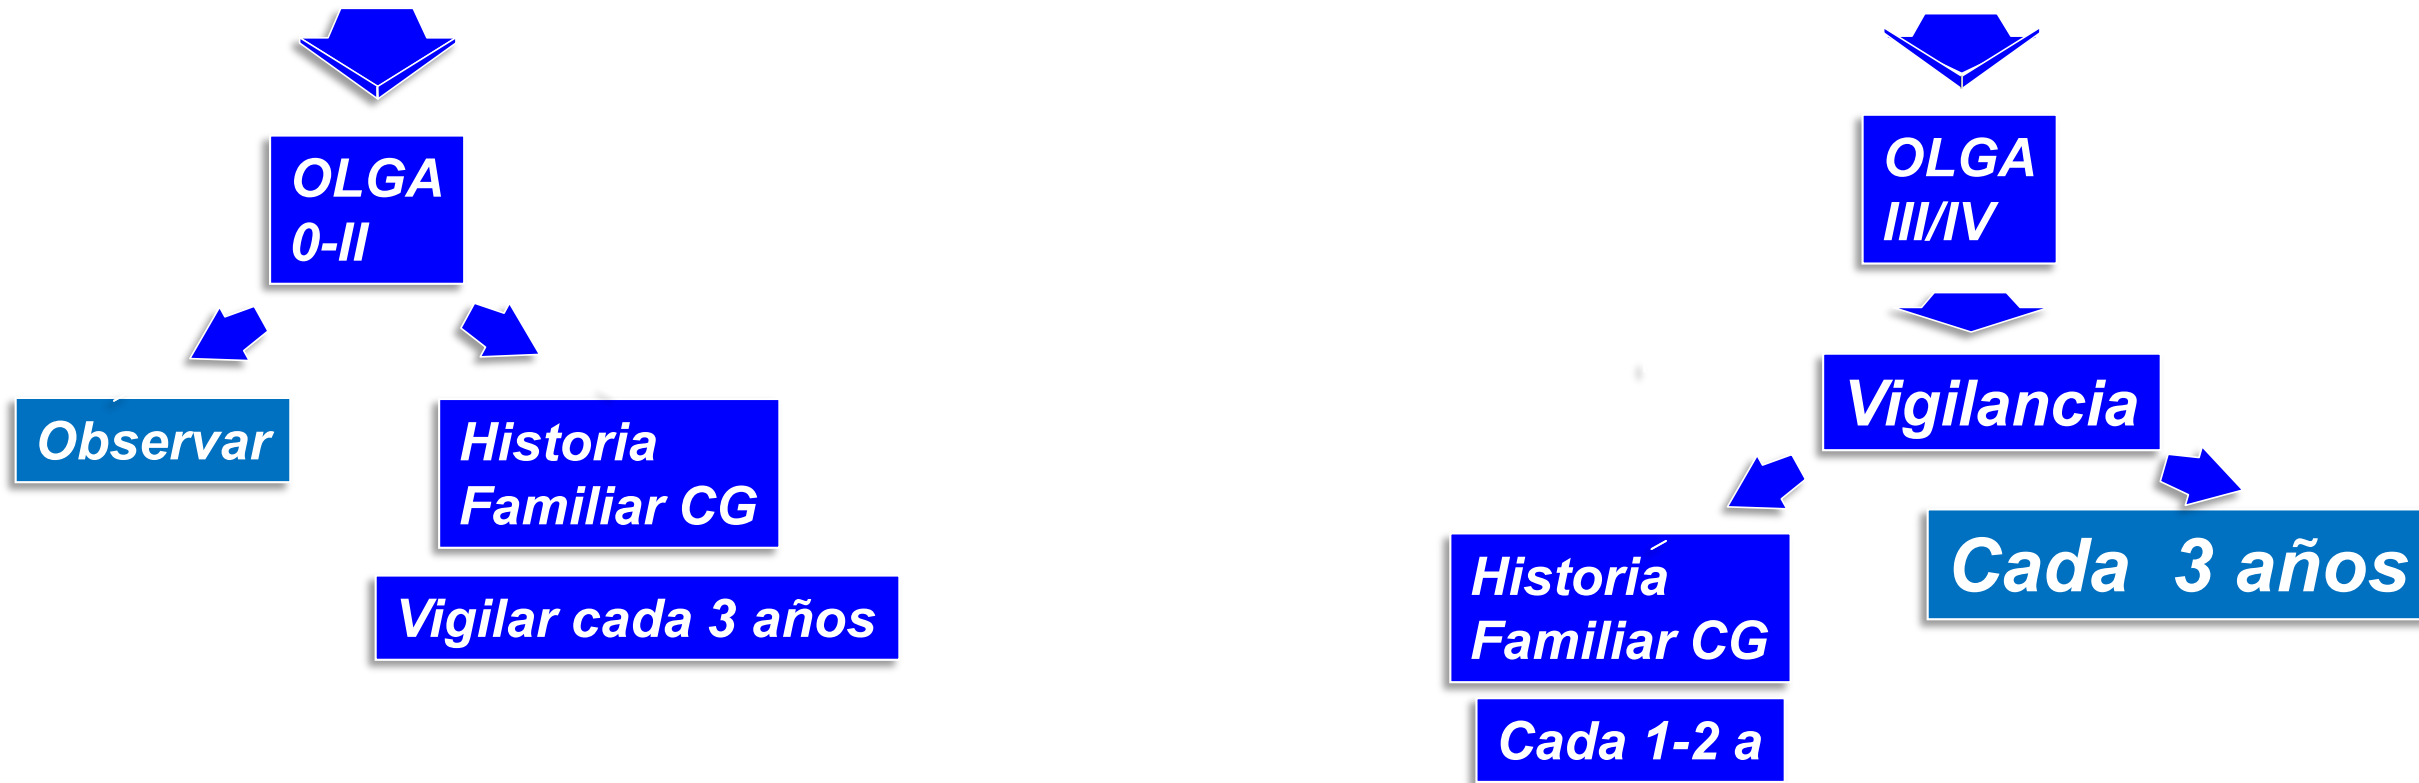 OLGA
0-II
Observar
Historia
Familiar CG
Vigilar cada 3 años
OLGA
III/IV
Vigilancia
Historia
Familiar CG
Cada 1-2 a
Cada 3 años